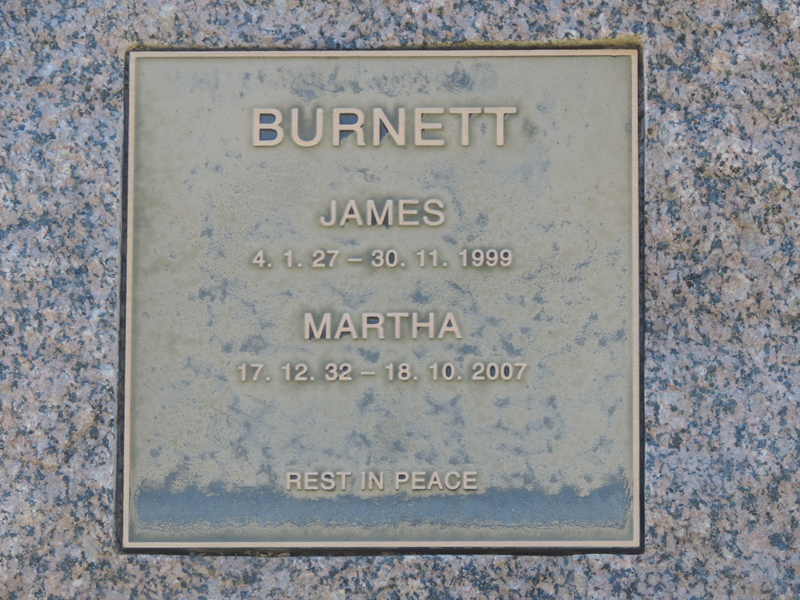 BURNETT
JAMES
4. 1. 27 – 30. 11. 1999
MARTHA
17. 12. 32 – 18. 10. 2007
REST IN PEACE